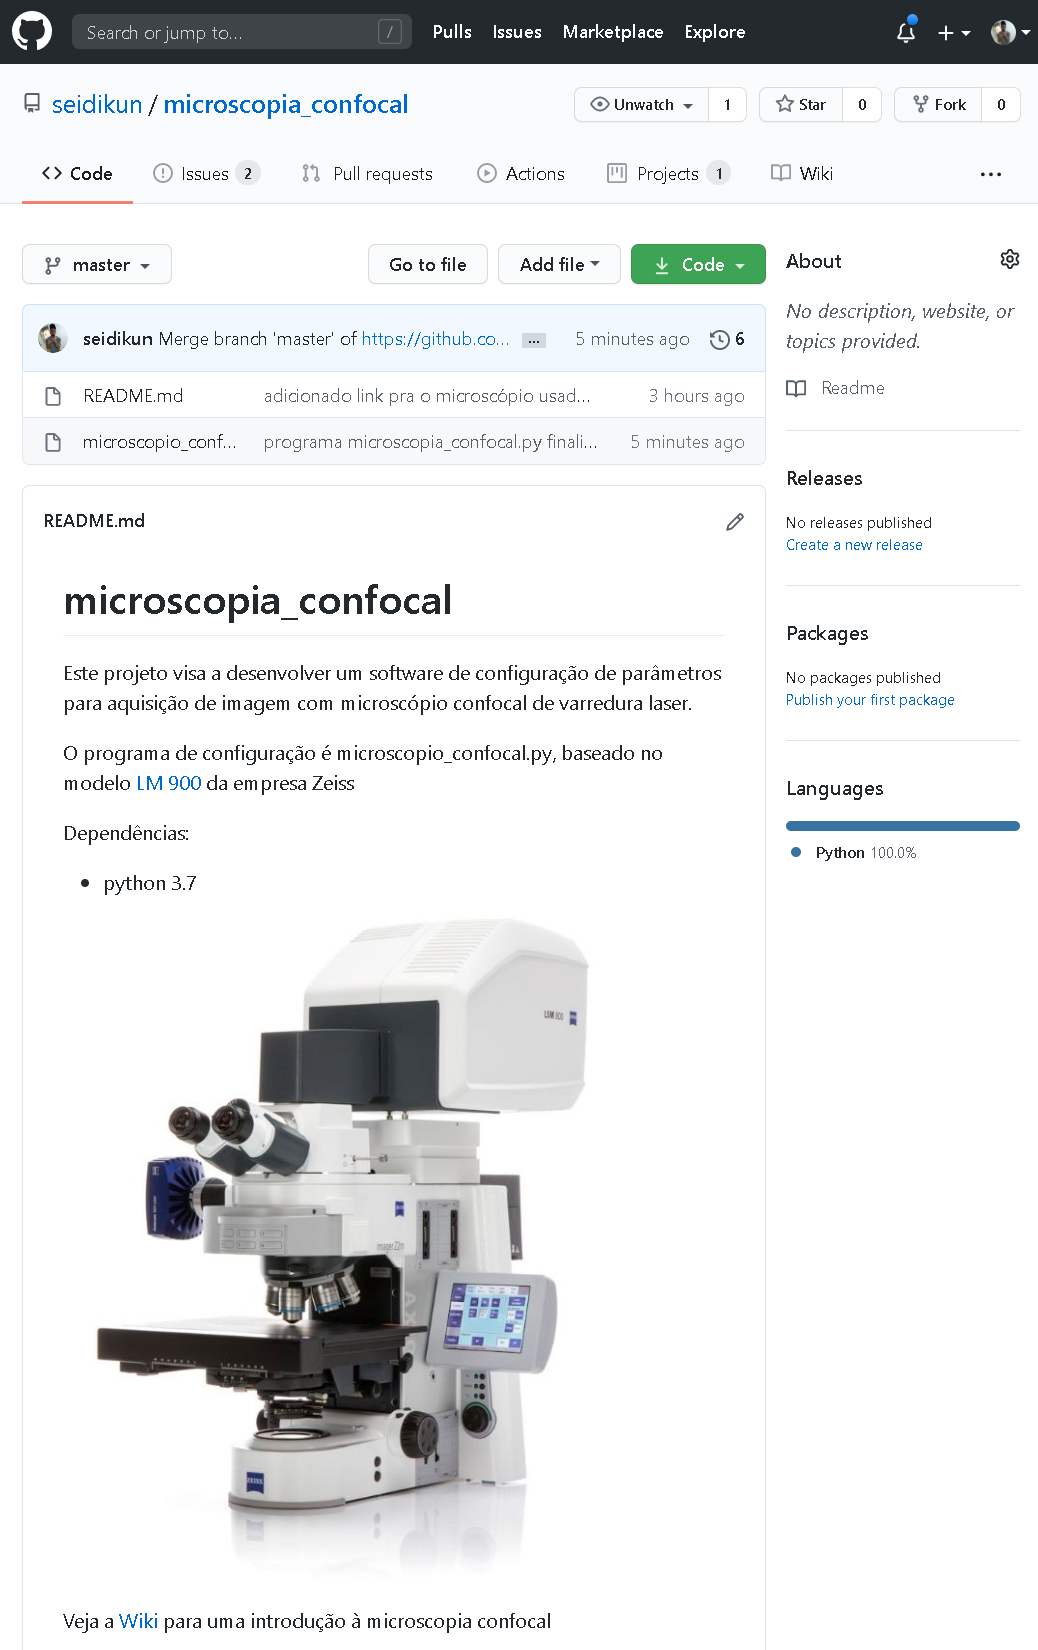 Search or jump to... /
Pulls Issues Marketplace Explore
seidikun / microscopia_confocal
Unwatch 1 Star 0 Fork 0
Code Issues 2 Pull requests Actions Projects 1 Wiki ...
master Go to file Add file Code
seidikun Merge branch 'master' of https://github.co... ... 5 minutes ago 6
README.md adicionado link pra o microscópio usad... 3 hours ago
microscopio_conf... programa microscopia_confocal.py finali... 5 minutes ago
README.md
microscopia_confocal
Este projeto visa a desenvolver um software de configuração de parâmetros
para aquisição de imagem com microscópio confocal de varredura laser.
O programa de configuração é microscopio_confocal.py, baseado no
modelo LM 900 da empresa Zeiss
Dependências:
python 3.7
LSM 900
imager Z2m
ZEISS
Veja a Wiki para uma introdução à microscopia confocal
About
No description, website, or
topics provided.
Readme
Releases
No releases published
Create a new release
Packages
No packages published
Publish your first package
Languages
Python 100.0%